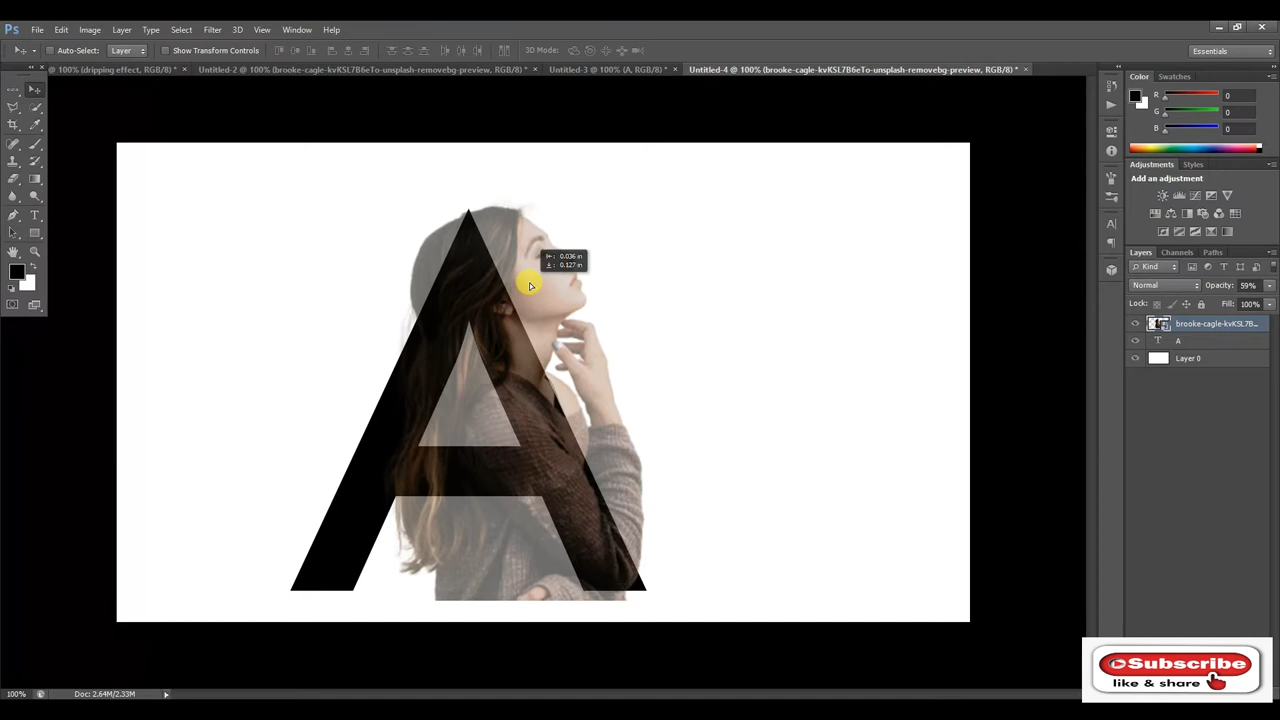 Ps File Edit Image Layer Type Select Filter 3D View Window Help
Auto-Select: Layer Show Transform Controls 3D Mode: Essentials
@ 100% (dripping effect, RGB/8) * × Untitled-2 @ 100% (brooke-cagle-kvKSL7B6eTo-unsplash-removebg-preview, RGB/8) * × Untitled-3 @ 100% (A, RGB/8) * × Untitled-4 @ 100% (brooke-cagle-kvKSL7B6eTo-unsplash-removebg-preview, RGB/8) * ×
Color Swatches
R 0
G 0
B 0
Adjustments Styles
Add an adjustment
Layers Channels Paths
Kind
Normal Opacity: 59%
Lock: Fill: 100%
brooke-cagle-kvKSL7B...
T A
Layer 0
0.036 in
0.127 in
A
Subscribe
like & share
100% Doc: 2.64M/2.33M